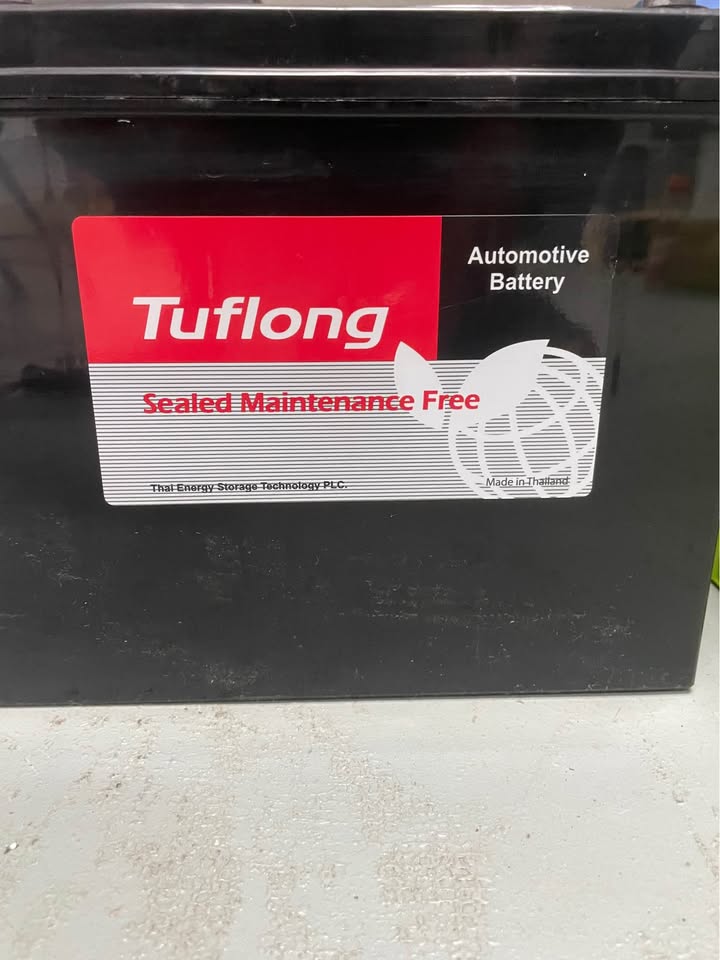 Automotive
Battery
Tuflong
Sealed Maintenance Free
Thai Energy Storage Technology PLC.
Made in Thailand